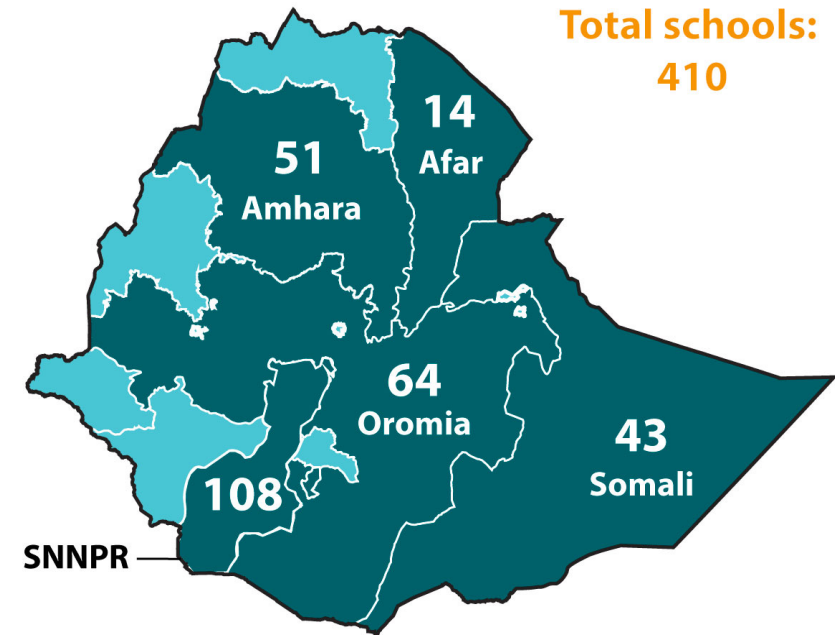 Total schools:
410
14
Afar
51
Amhara
64
Oromia
43
Somali
108
SNNPR